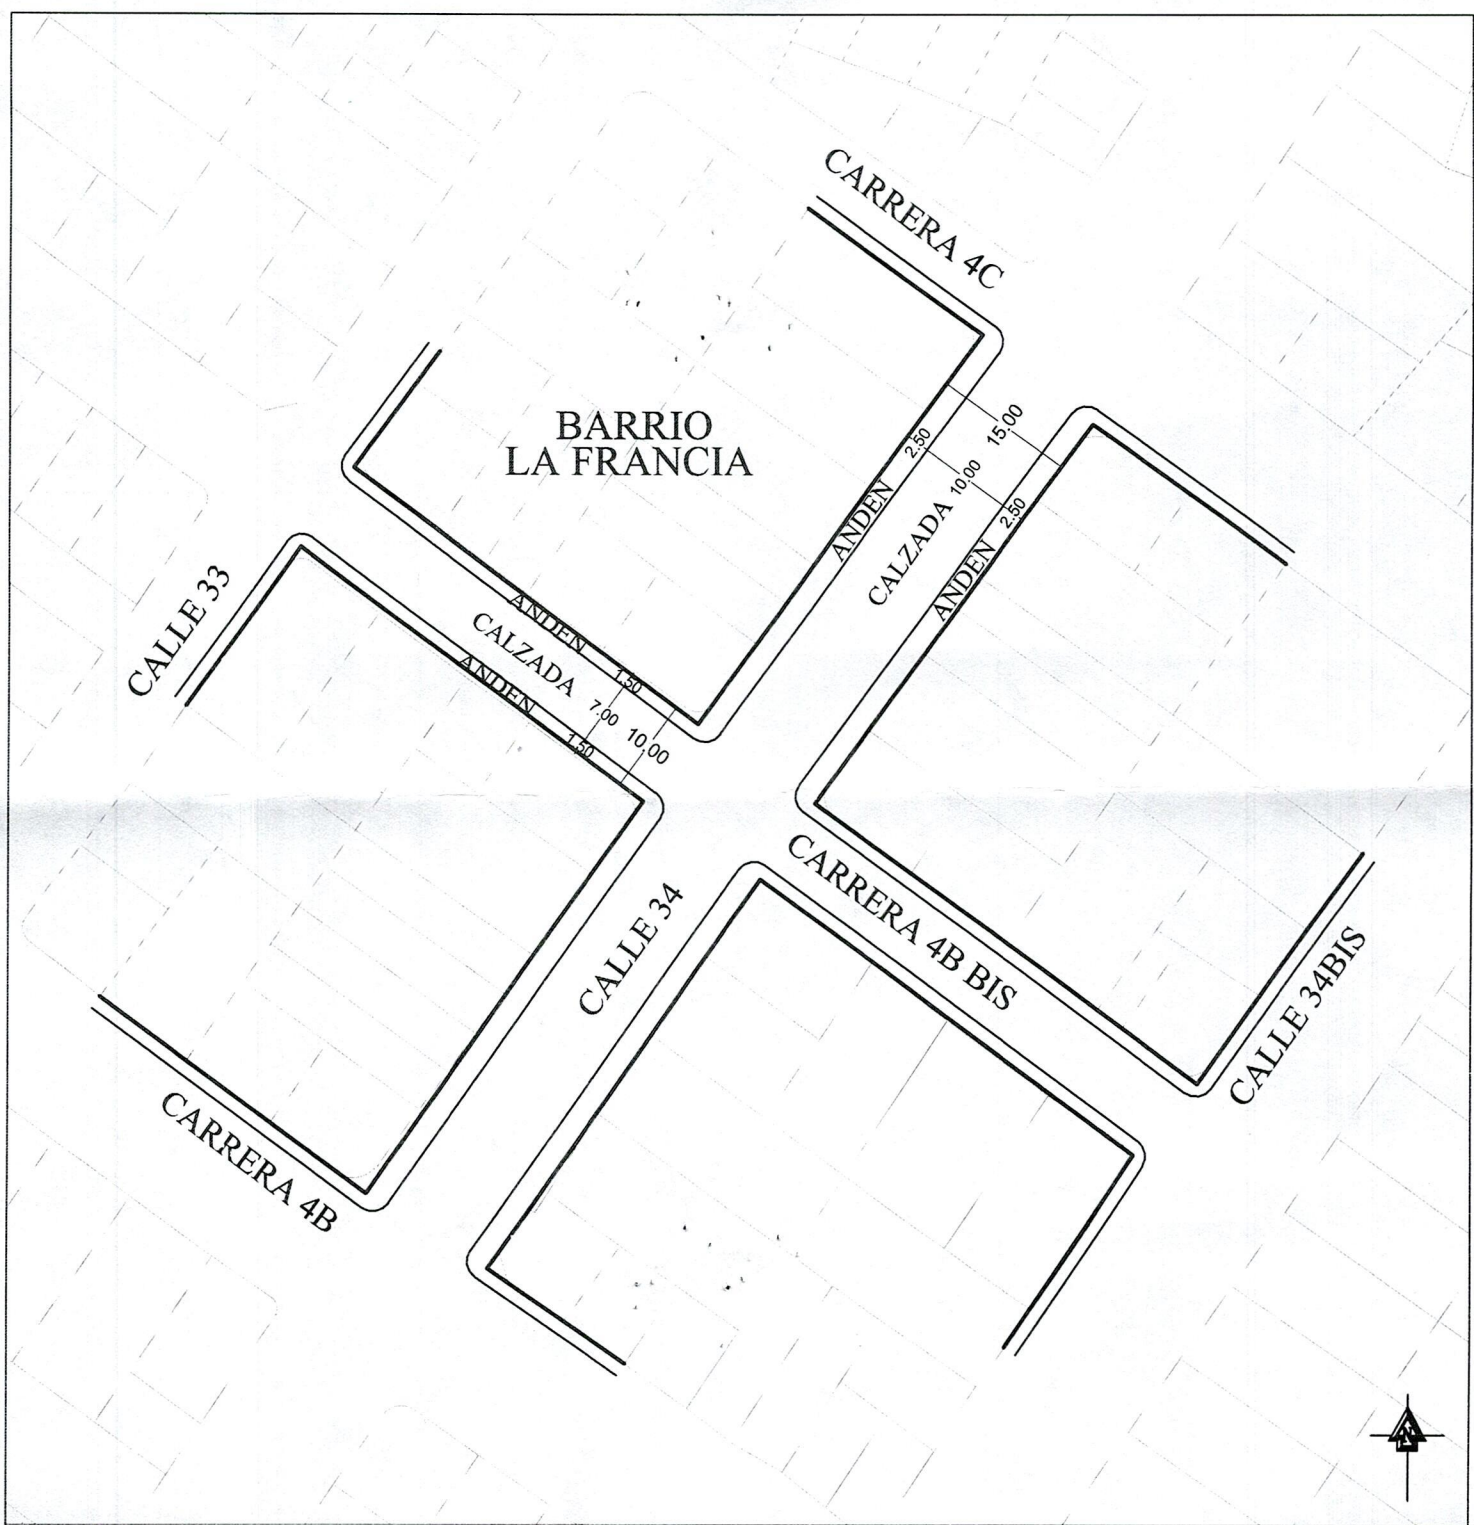 CARRERA 4C
BARRIO
LA FRANCIA
15.00
2.50
10.00
2.50
ANDEN
CALZADA
ANDEN
CALLE 33
ANDEN
CALZADA
ANDEN
1.50
7.00
10.00
1.50
CARRERA 4B BIS
CALLE 34
CALLE 34BIS
CARRERA 4B
N